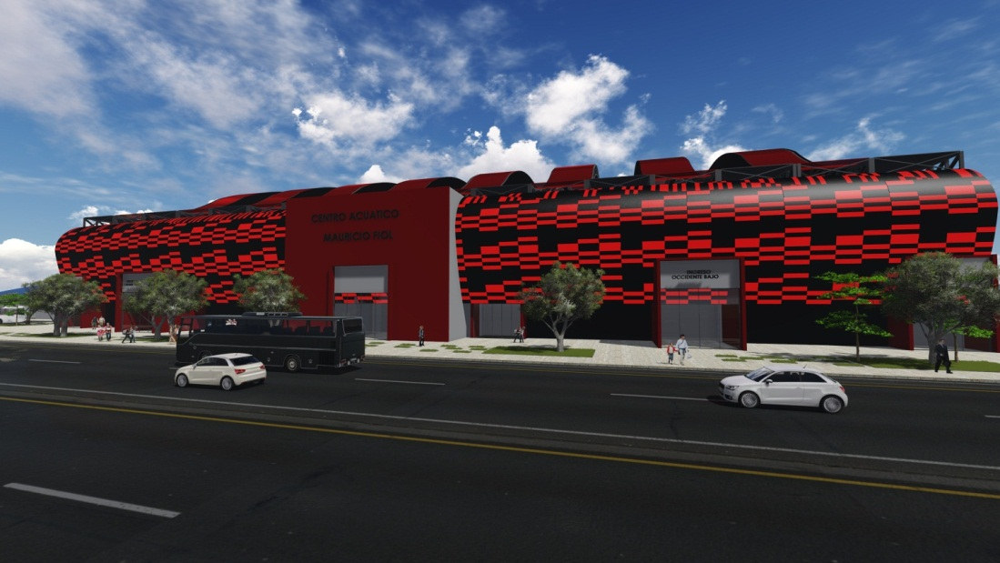 CENTRO ACUATICO
MAURICIO FIOL
INGRESO
OCCIDENTE BAJO